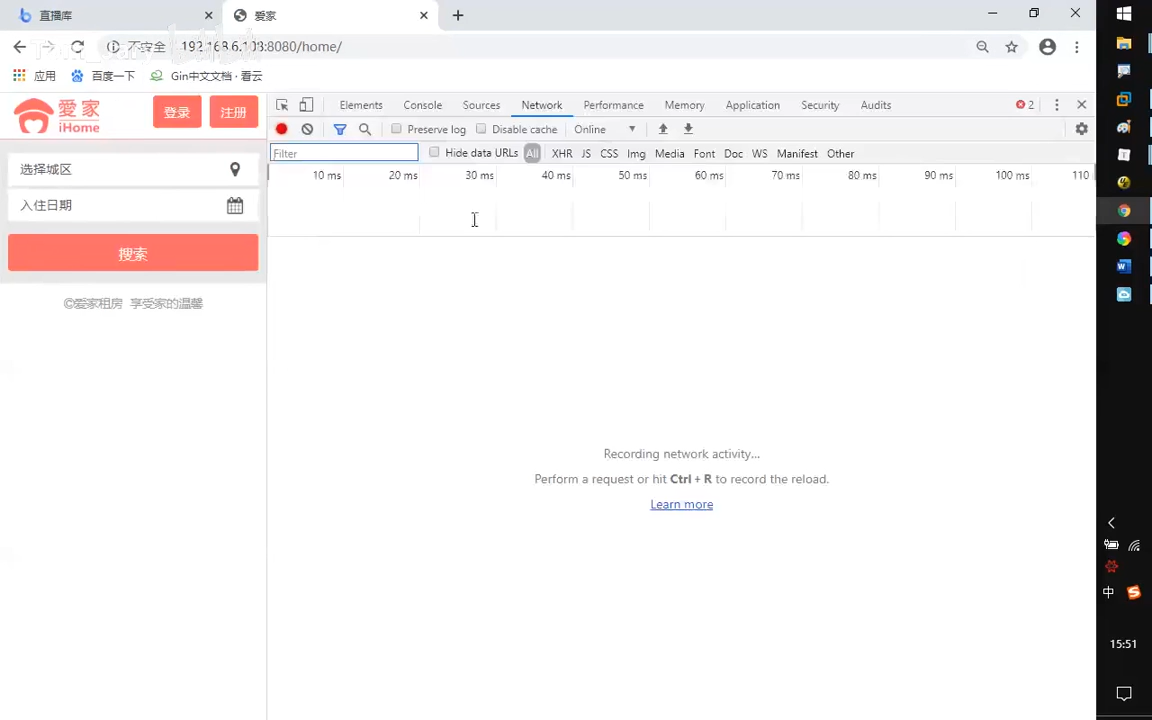 直播库
爱家
不安全
192.168.6.108:8080/home/
应用
百度一下
Gin中文文档 · 看云
愛家
iHome
登录
注册
Elements
Console
Sources
Network
Performance
Memory
Application
Security
Audits
2
Preserve log
Disable cache
Online
Filter
Hide data URLs
All
XHR
JS
CSS
Img
Media
Font
Doc
WS
Manifest
Other
选择城区
10 ms
20 ms
30 ms
40 ms
50 ms
60 ms
70 ms
80 ms
90 ms
100 ms
110
入住日期
搜索
©爱家租房 享受家的温馨
Recording network activity...
Perform a request or hit Ctrl + R to record the reload.
Learn more
中
15:51